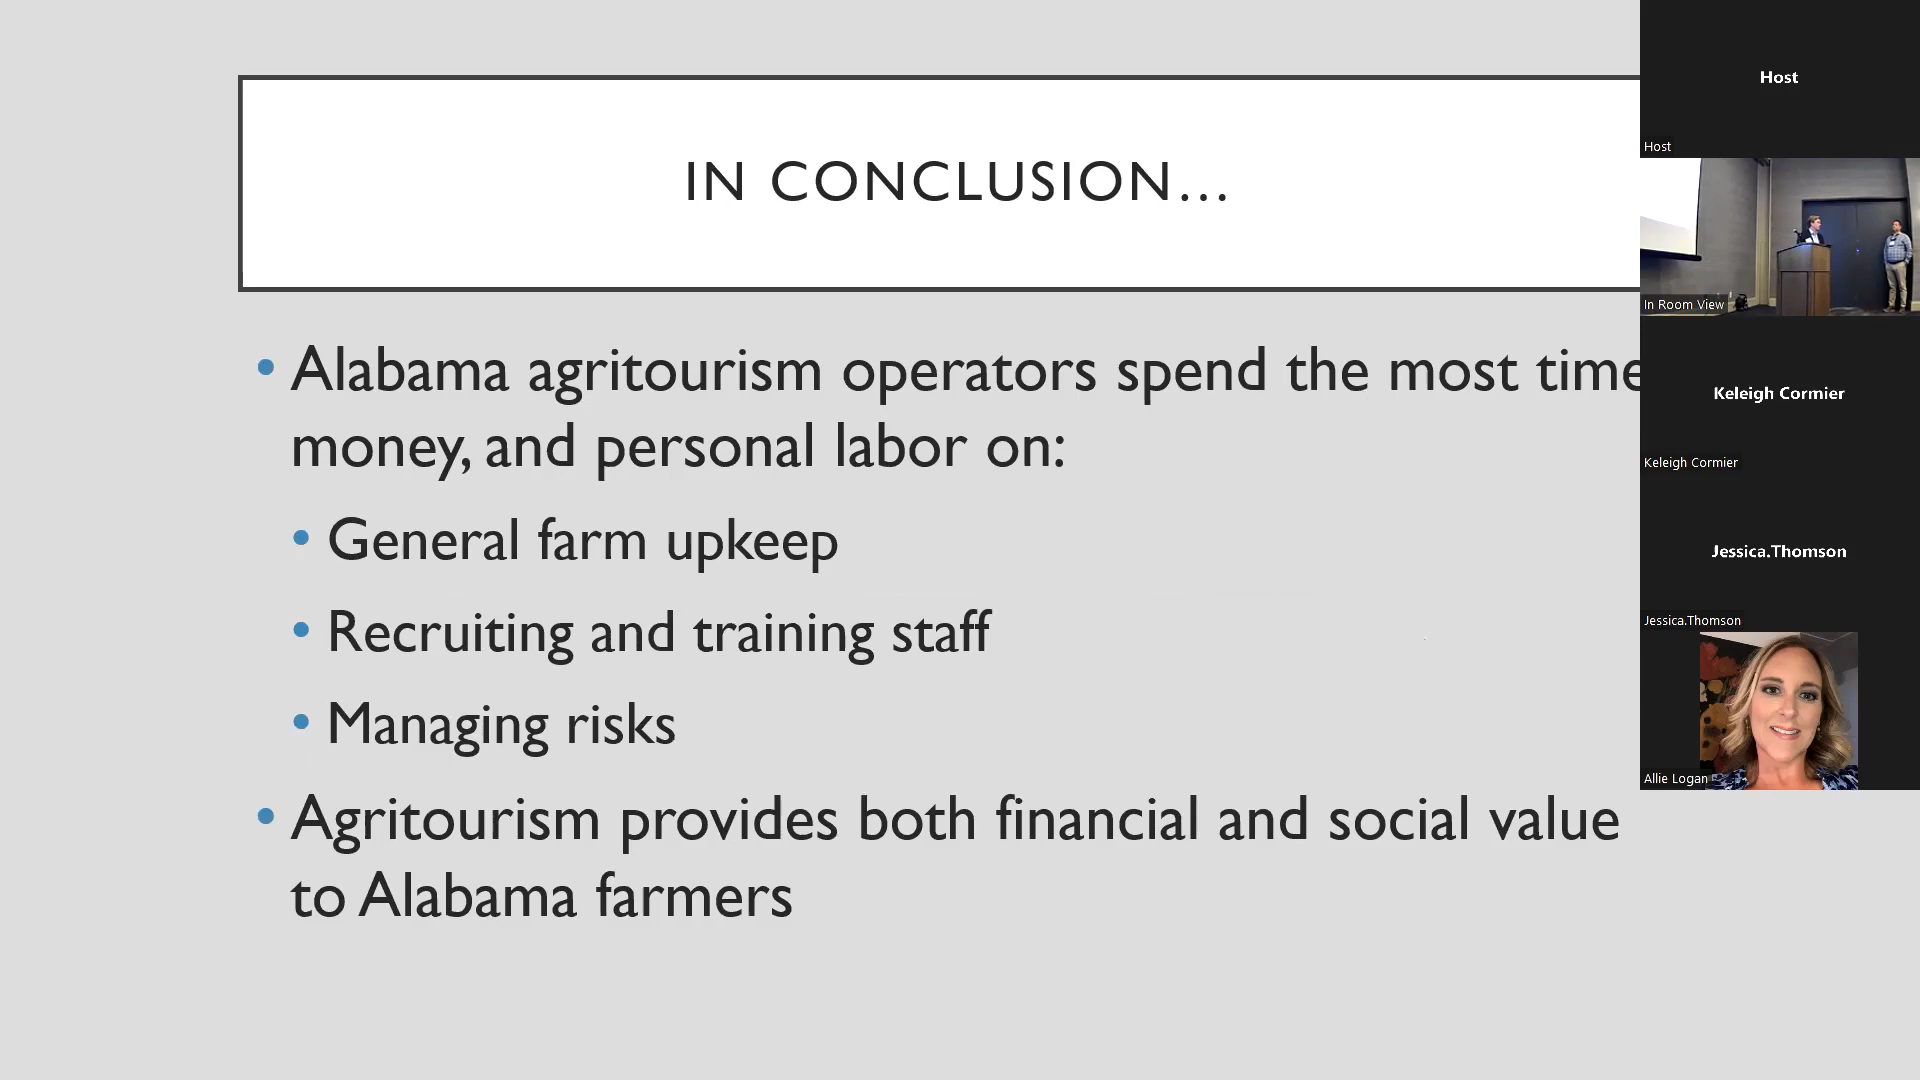 IN CONCLUSION...
Alabama agritourism operators spend the most time
money, and personal labor on:
General farm upkeep
Recruiting and training staff
Managing risks
Agritourism provides both financial and social value
to Alabama farmers
Host
Host
In Room View
Keleigh Cormier
Keleigh Cormier
Jessica.Thomson
Jessica.Thomson
Allie Logan